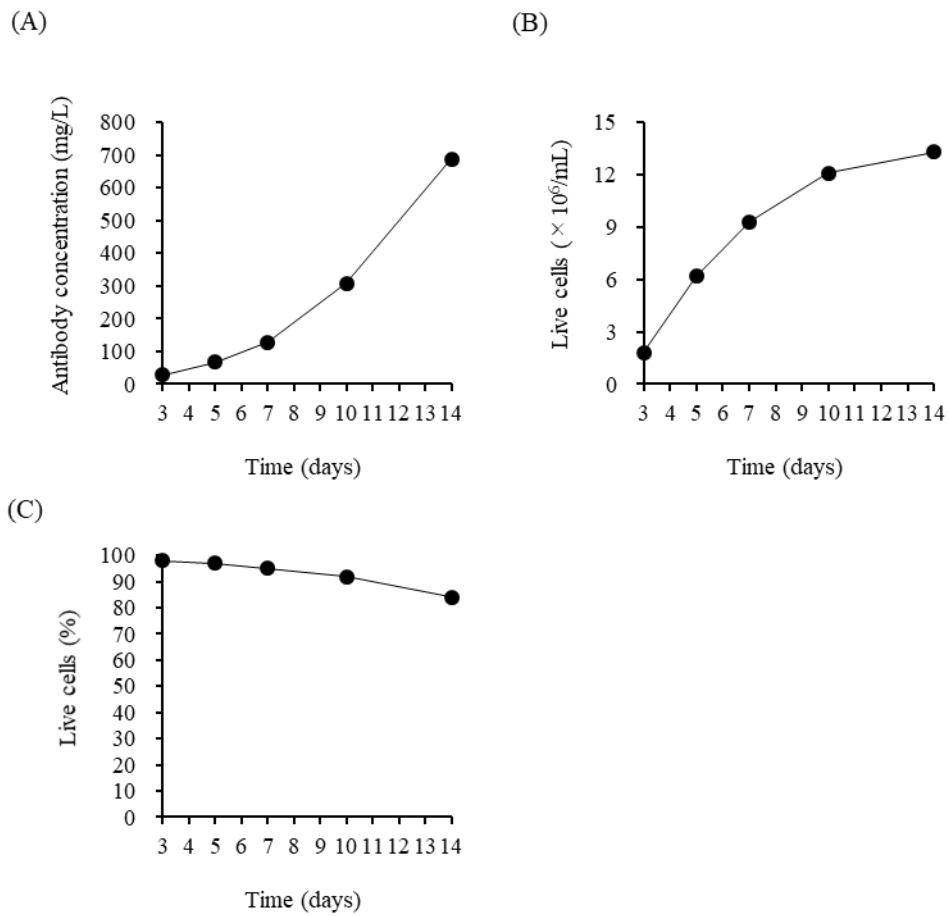 (A)
Antibody concentration (mg/L)
800
700
600
500
400
300
200
100
0
3 4 5 6 7 8 9 10 11 12 13 14
Time (days)
(B)
Live cells (×10⁶/mL)
15
12
9
6
3
0
3 4 5 6 7 8 9 10 11 12 13 14
Time (days)
(C)
Live cells (%)
100
90
80
70
60
50
40
30
20
10
0
3 4 5 6 7 8 9 10 11 12 13 14
Time (days)